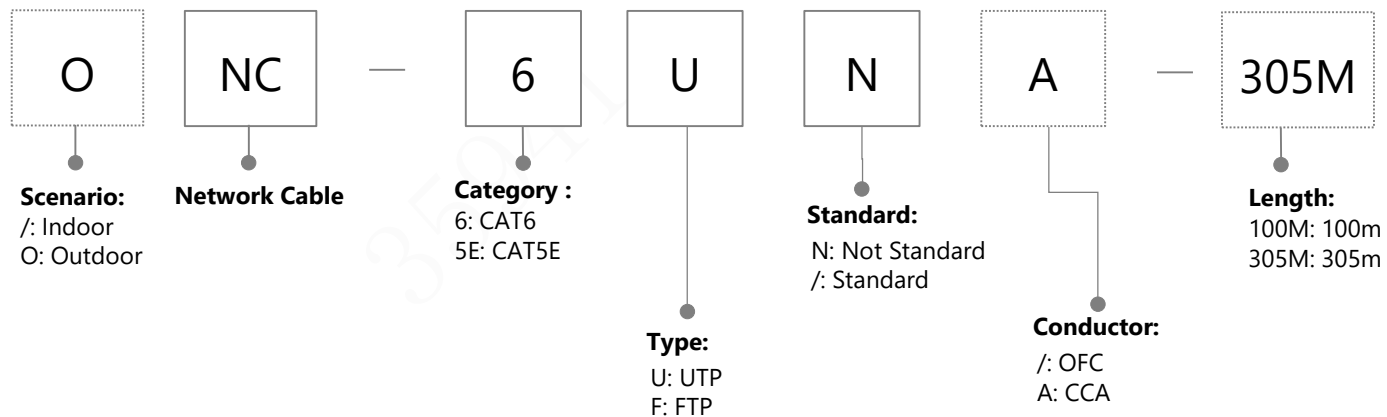 O NC — 6 U N A — 305M
Scenario:
/: Indoor
O: Outdoor
Network Cable
Category :
6: CAT6
5E: CAT5E
Type:
U: UTP
F: FTP
Standard:
N: Not Standard
/: Standard
Conductor:
/: OFC
A: CCA
Length:
100M: 100m
305M: 305m
35941